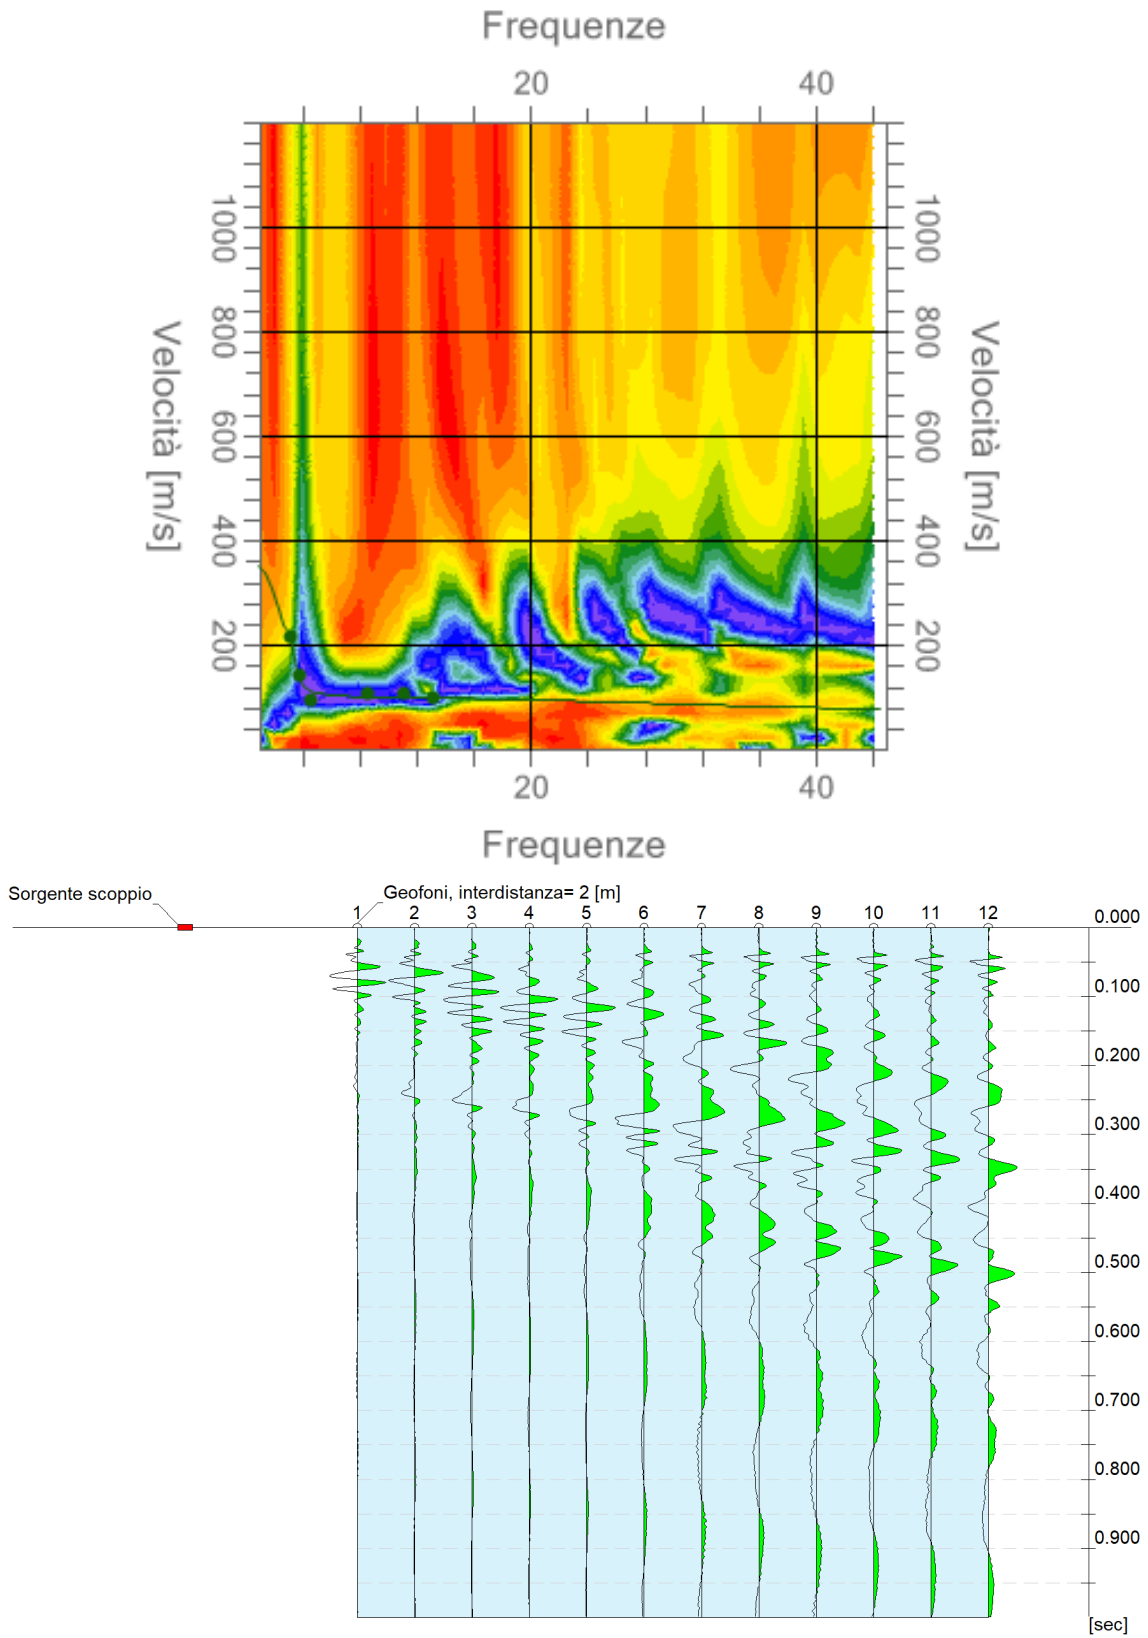 Frequenze
20 40
1000 1000
800 800
600 600
400 400
200 200
Velocità [m/s] Velocità [m/s]
20 40
Frequenze
Sorgente scoppio
Geofoni, interdistanza= 2 [m]
1 2 3 4 5 6 7 8 9 10 11 12
0.000
0.100
0.200
0.300
0.400
0.500
0.600
0.700
0.800
0.900
[sec]